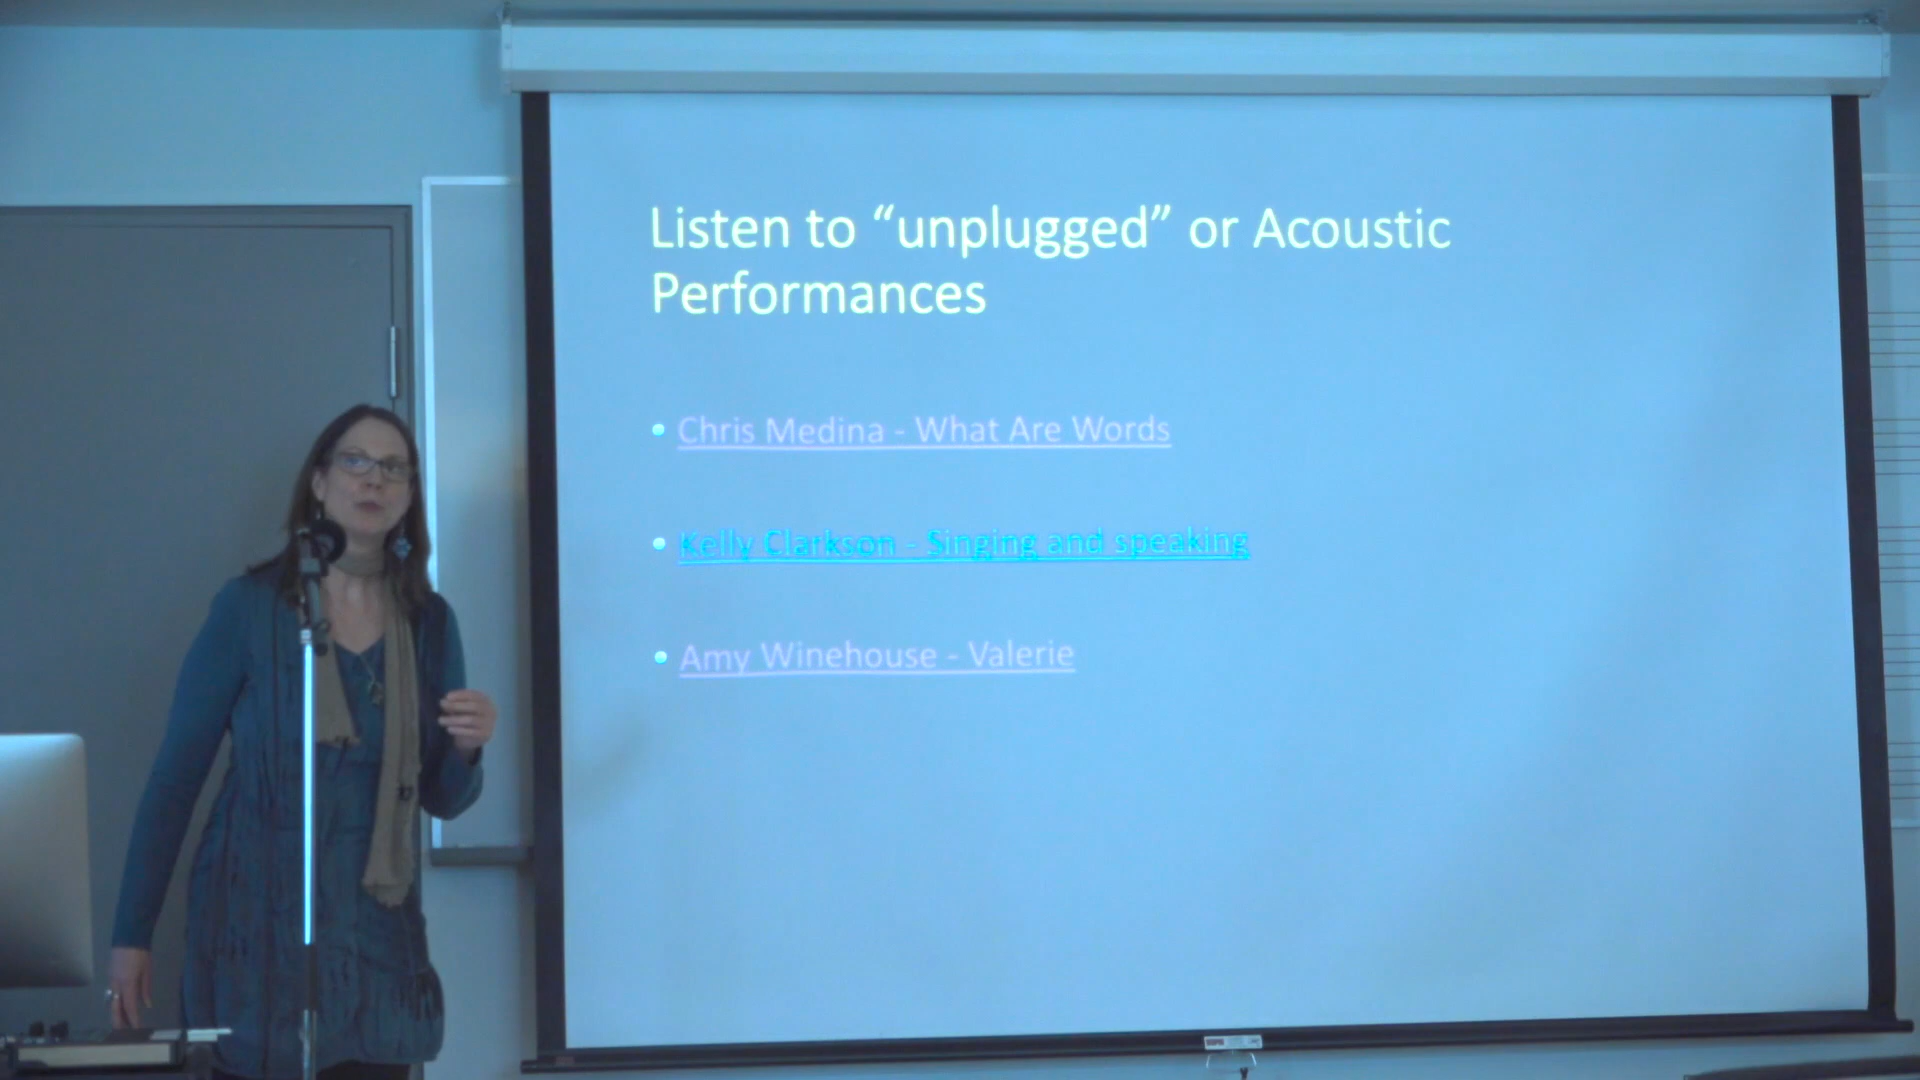 Listen to “unplugged” or Acoustic
Performances
• Chris Medina - What Are Words
• Kelly Clarkson - Singing and speaking
• Amy Winehouse - Valerie